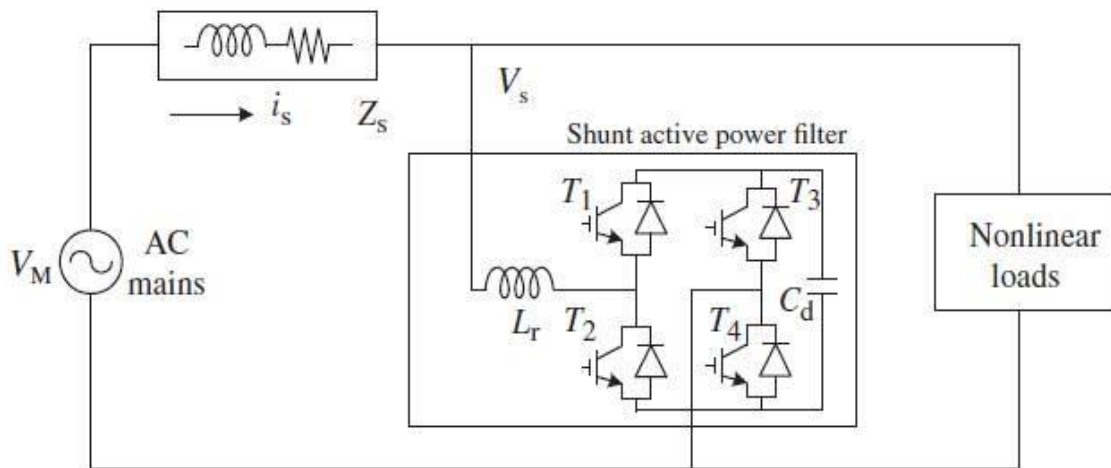 i_s
Z_s
V_s
Shunt active power filter
T_1
T_3
V_M
AC
mains
Nonlinear
loads
L_r
T_2
T_4
C_d